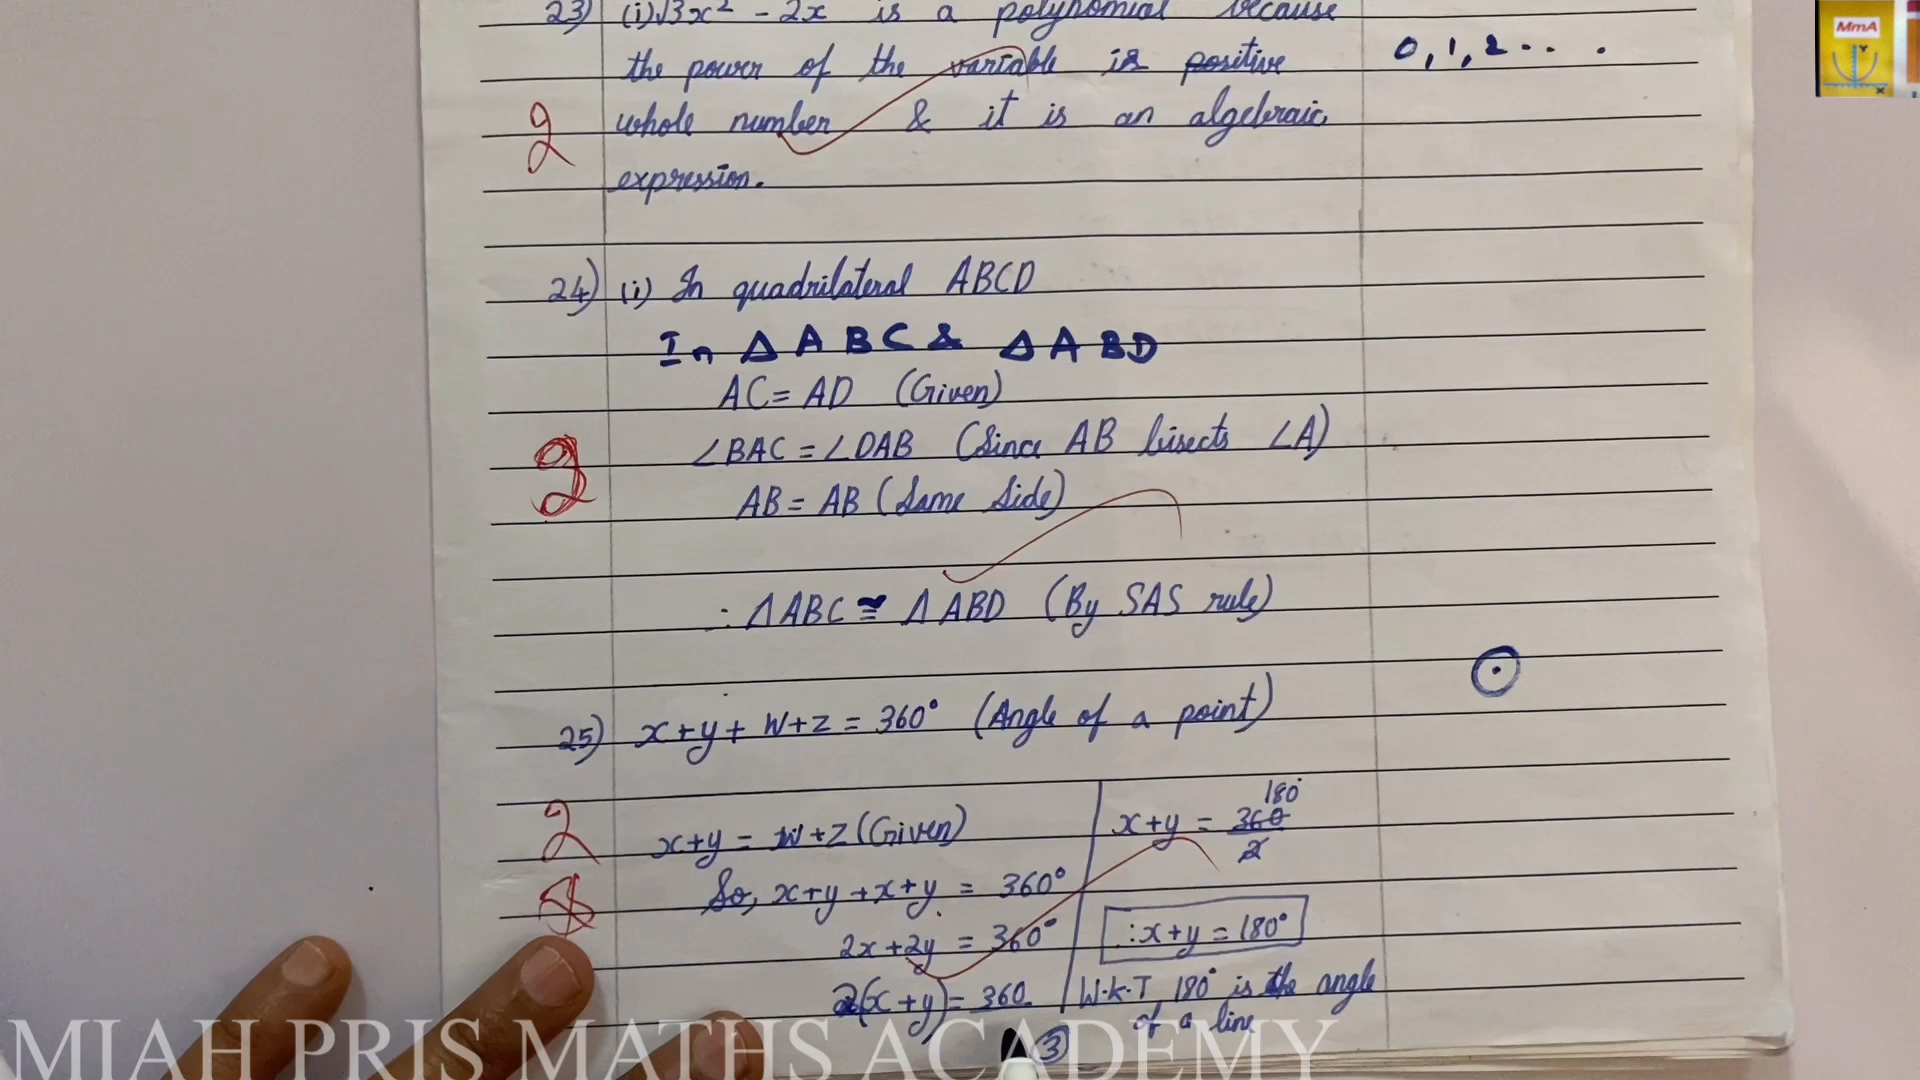 23) (i) √3x² - 2x is a polynomial because
the power of the variable is positive
0, 1, 2 . . .
2
whole number & it is an algebraic
expression.
24) (i) In quadrilateral ABCD
In Δ ABC & Δ ABD
AC = AD (Given)
2
∠BAC = ∠DAB (Since AB bisects ∠A)
AB = AB (Same Side)
∴ ΔABC ≅ ΔABD (By SAS rule)
25) x+y+w+z = 360° (Angle of a point)
2
x+y = w+z (Given)
So, x+y+x+y = 360°
2x+2y = 360°
2(x+y) = 360
180°
x+y = 360
2
∴ x+y = 180°
W.K.T 180° is the angle
of a line
3
MmA
Y
X
MIAH PRIS MATHS ACADEMY